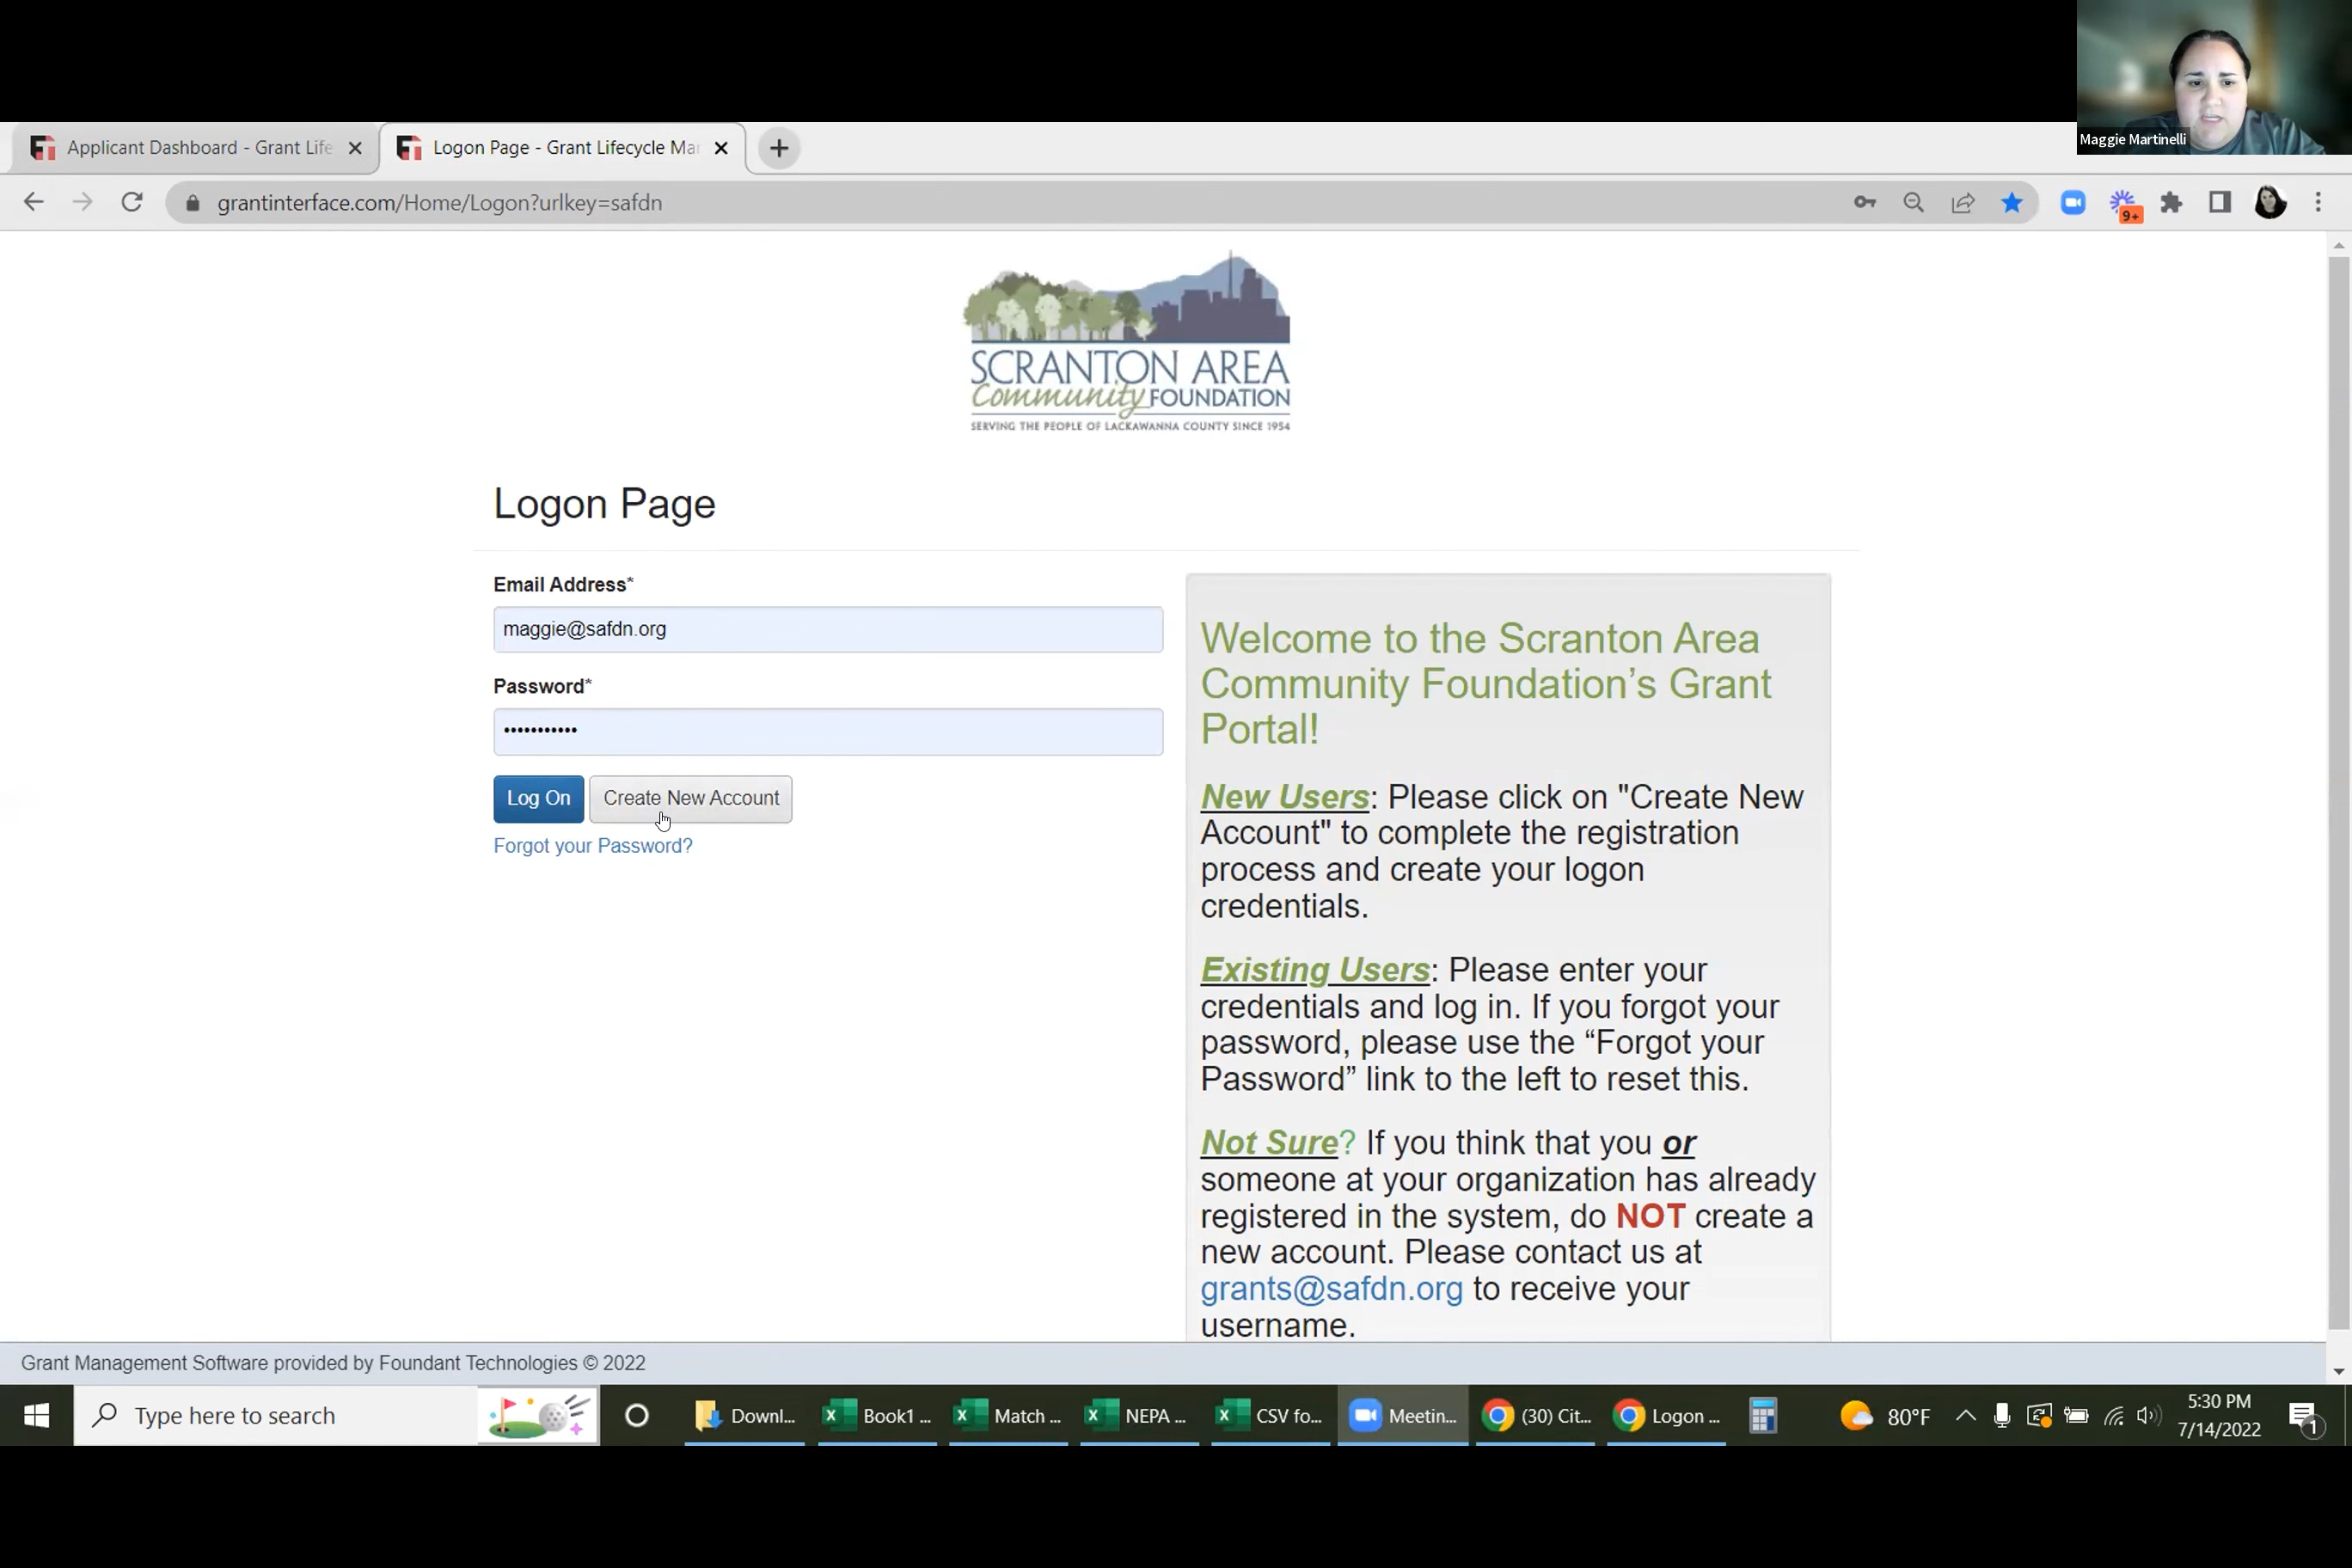 Maggie Martinelli
Applicant Dashboard - Grant Life
Logon Page - Grant Lifecycle Ma
grantinterface.com/Home/Logon?urlkey=safdn
9+
SCRANTON AREA
Community FOUNDATION
SERVING THE PEOPLE OF LACKAWANNA COUNTY SINCE 1954
Logon Page
Email Address*
maggie@safdn.org
Password*
•••••••••••
Log On
Create New Account
Forgot your Password?
Welcome to the Scranton Area
Community Foundation’s Grant
Portal!
New Users: Please click on "Create New
Account" to complete the registration
process and create your logon
credentials.
Existing Users: Please enter your
credentials and log in. If you forgot your
password, please use the “Forgot your
Password” link to the left to reset this.
Not Sure? If you think that you or
someone at your organization has already
registered in the system, do NOT create a
new account. Please contact us at
grants@safdn.org to receive your
username.
Grant Management Software provided by Foundant Technologies © 2022
Type here to search
Downl...
Book1 ...
Match ...
NEPA ...
CSV fo...
Meetin...
(30) Cit...
Logon ...
80°F
5:30 PM
7/14/2022
1